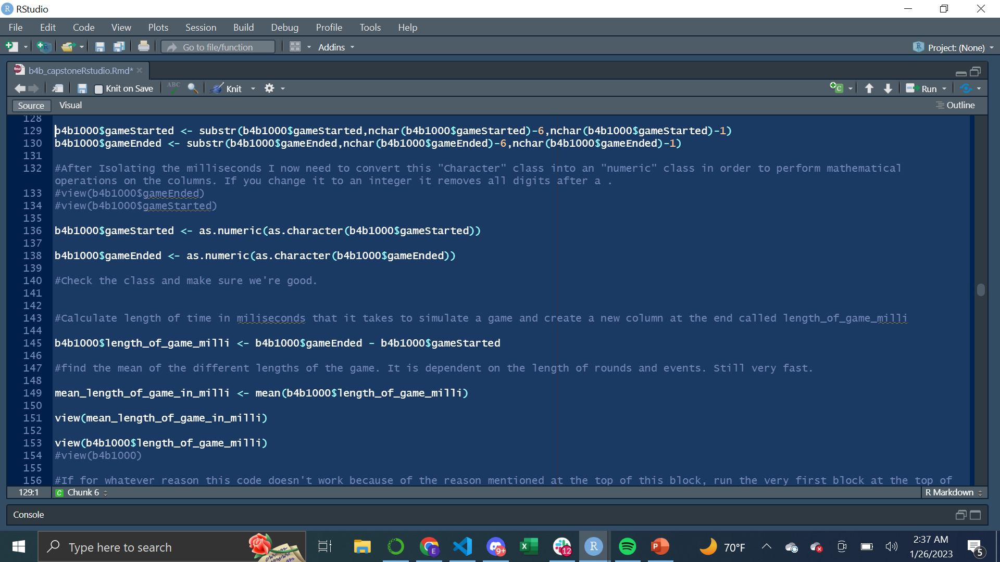 RStudio
File Edit Code View Plots Session Build Debug Profile Tools Help
Go to file/function Addins Project: (None)
b4b_capstoneRstudio.Rmd*
Knit on Save ABC Knit Run
Source Visual Outline
128
129 b4b1000$gameStarted <- substr(b4b1000$gameStarted,nchar(b4b1000$gameStarted)-6,nchar(b4b1000$gameStarted)-1)
130 b4b1000$gameEnded <- substr(b4b1000$gameEnded,nchar(b4b1000$gameEnded)-6,nchar(b4b1000$gameEnded)-1)
131
132 #After Isolating the milliseconds I now need to convert this "Character" class into an "numeric" class in order to perform mathematical
operations on the columns. If you change it to an integer it removes all digits after a .
133 #view(b4b1000$gameEnded)
134 #view(b4b1000$gameStarted)
135
136 b4b1000$gameStarted <- as.numeric(as.character(b4b1000$gameStarted))
137
138 b4b1000$gameEnded <- as.numeric(as.character(b4b1000$gameEnded))
139
140 #Check the class and make sure we're good.
141
142
143 #Calculate length of time in miliseconds that it takes to simulate a game and create a new column at the end called length_of_game_milli
144
145 b4b1000$length_of_game_milli <- b4b1000$gameEnded - b4b1000$gameStarted
146
147 #find the mean of the different lengths of the game. It is dependent on the length of rounds and events. Still very fast.
148
149 mean_length_of_game_in_milli <- mean(b4b1000$length_of_game_milli)
150
151 view(mean_length_of_game_in_milli)
152
153 view(b4b1000$length_of_game_milli)
154 #view(b4b1000)
155
156 #If for whatever reason this code doesn't work because of the reason mentioned at the top of this block, run the very first block at the top of
129:1 C Chunk 6 R Markdown
Console
Type here to search 70°F 2:37 AM
1/26/2023
E 9+ 12 R P 5